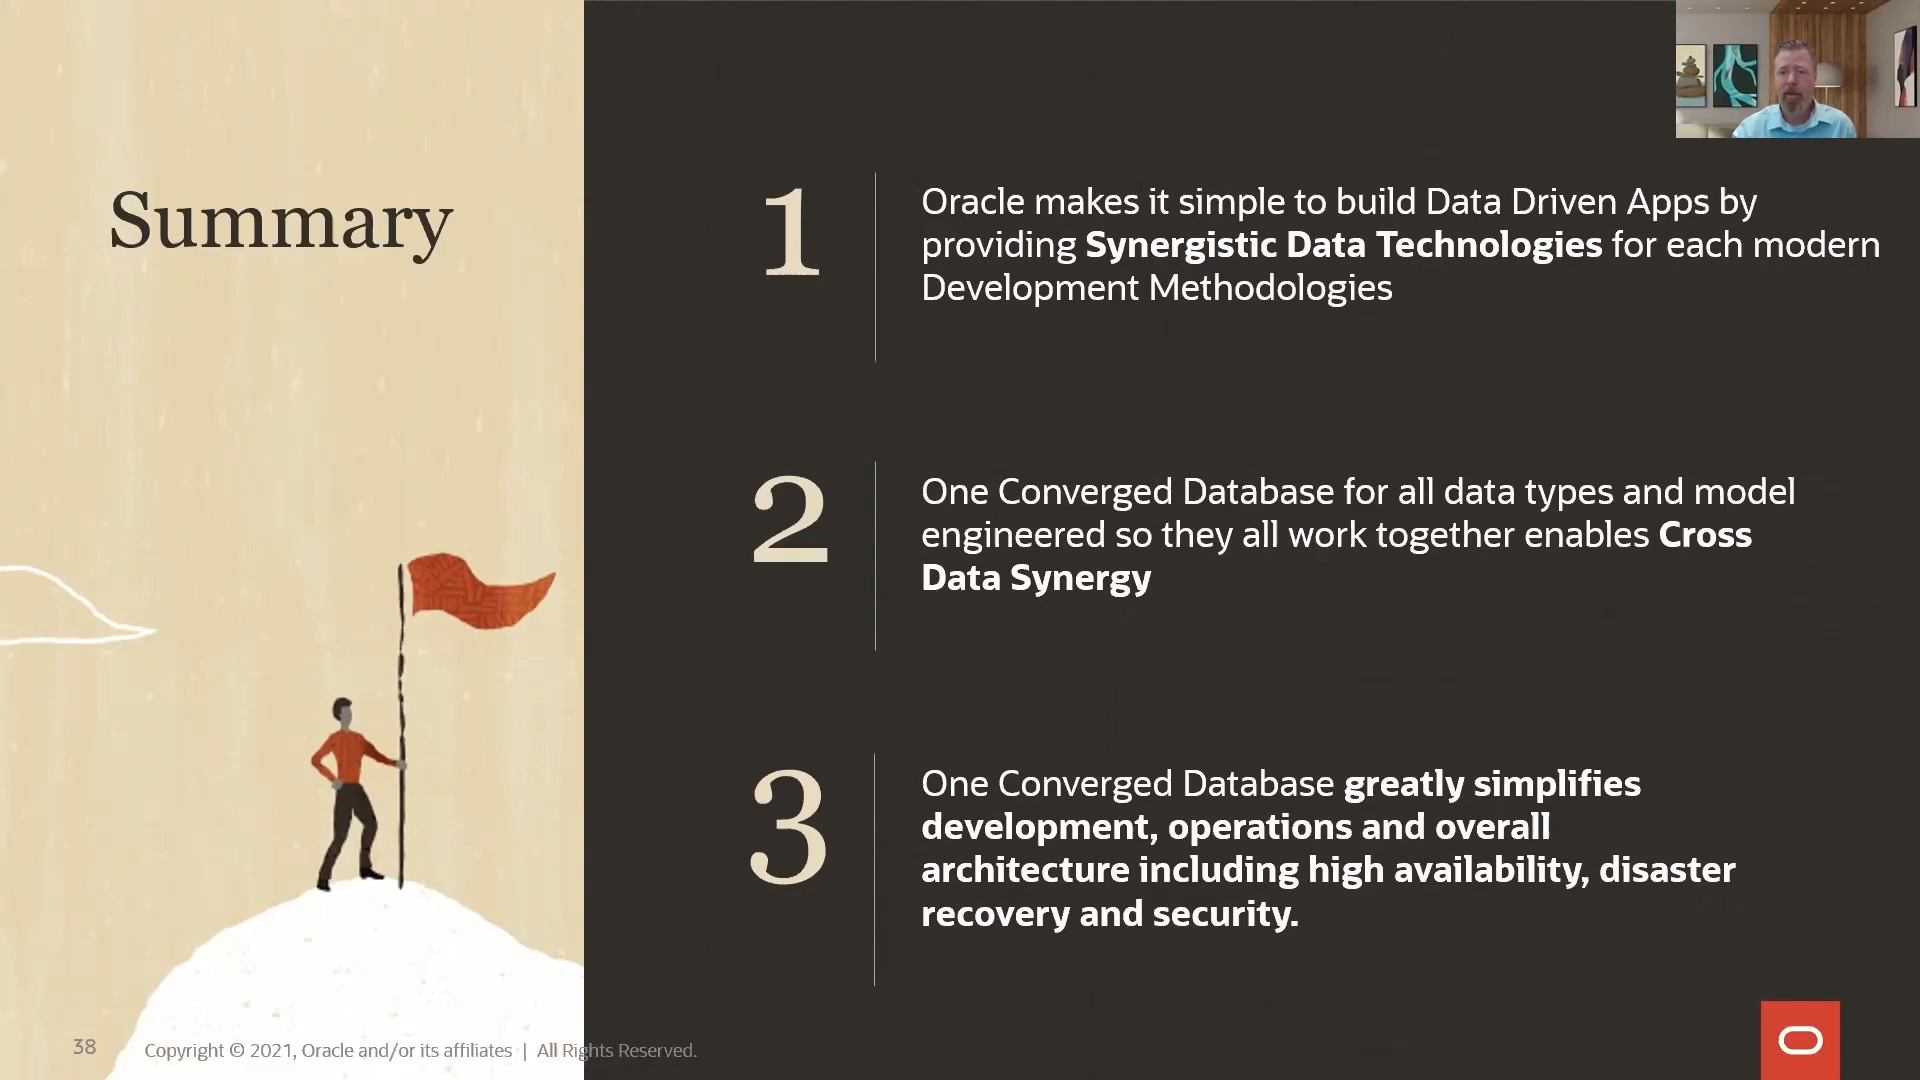 Summary
1
Oracle makes it simple to build Data Driven Apps by
providing Synergistic Data Technologies for each modern
Development Methodologies
2
One Converged Database for all data types and model
engineered so they all work together enables Cross
Data Synergy
3
One Converged Database greatly simplifies
development, operations and overall
architecture including high availability, disaster
recovery and security.
38
Copyright © 2021, Oracle and/or its affiliates | All Rights Reserved.